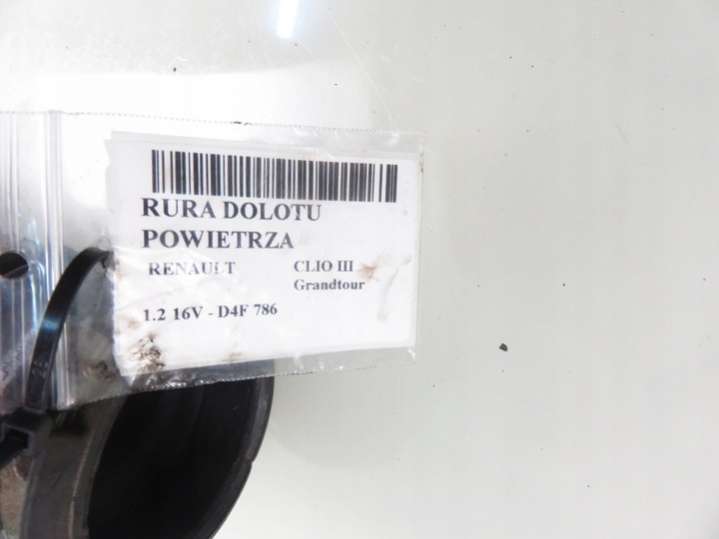 RURA DOLOTU
POWIETRZA
RENAULT CLIO III
Grandtour
1.2 16V - D4F 786